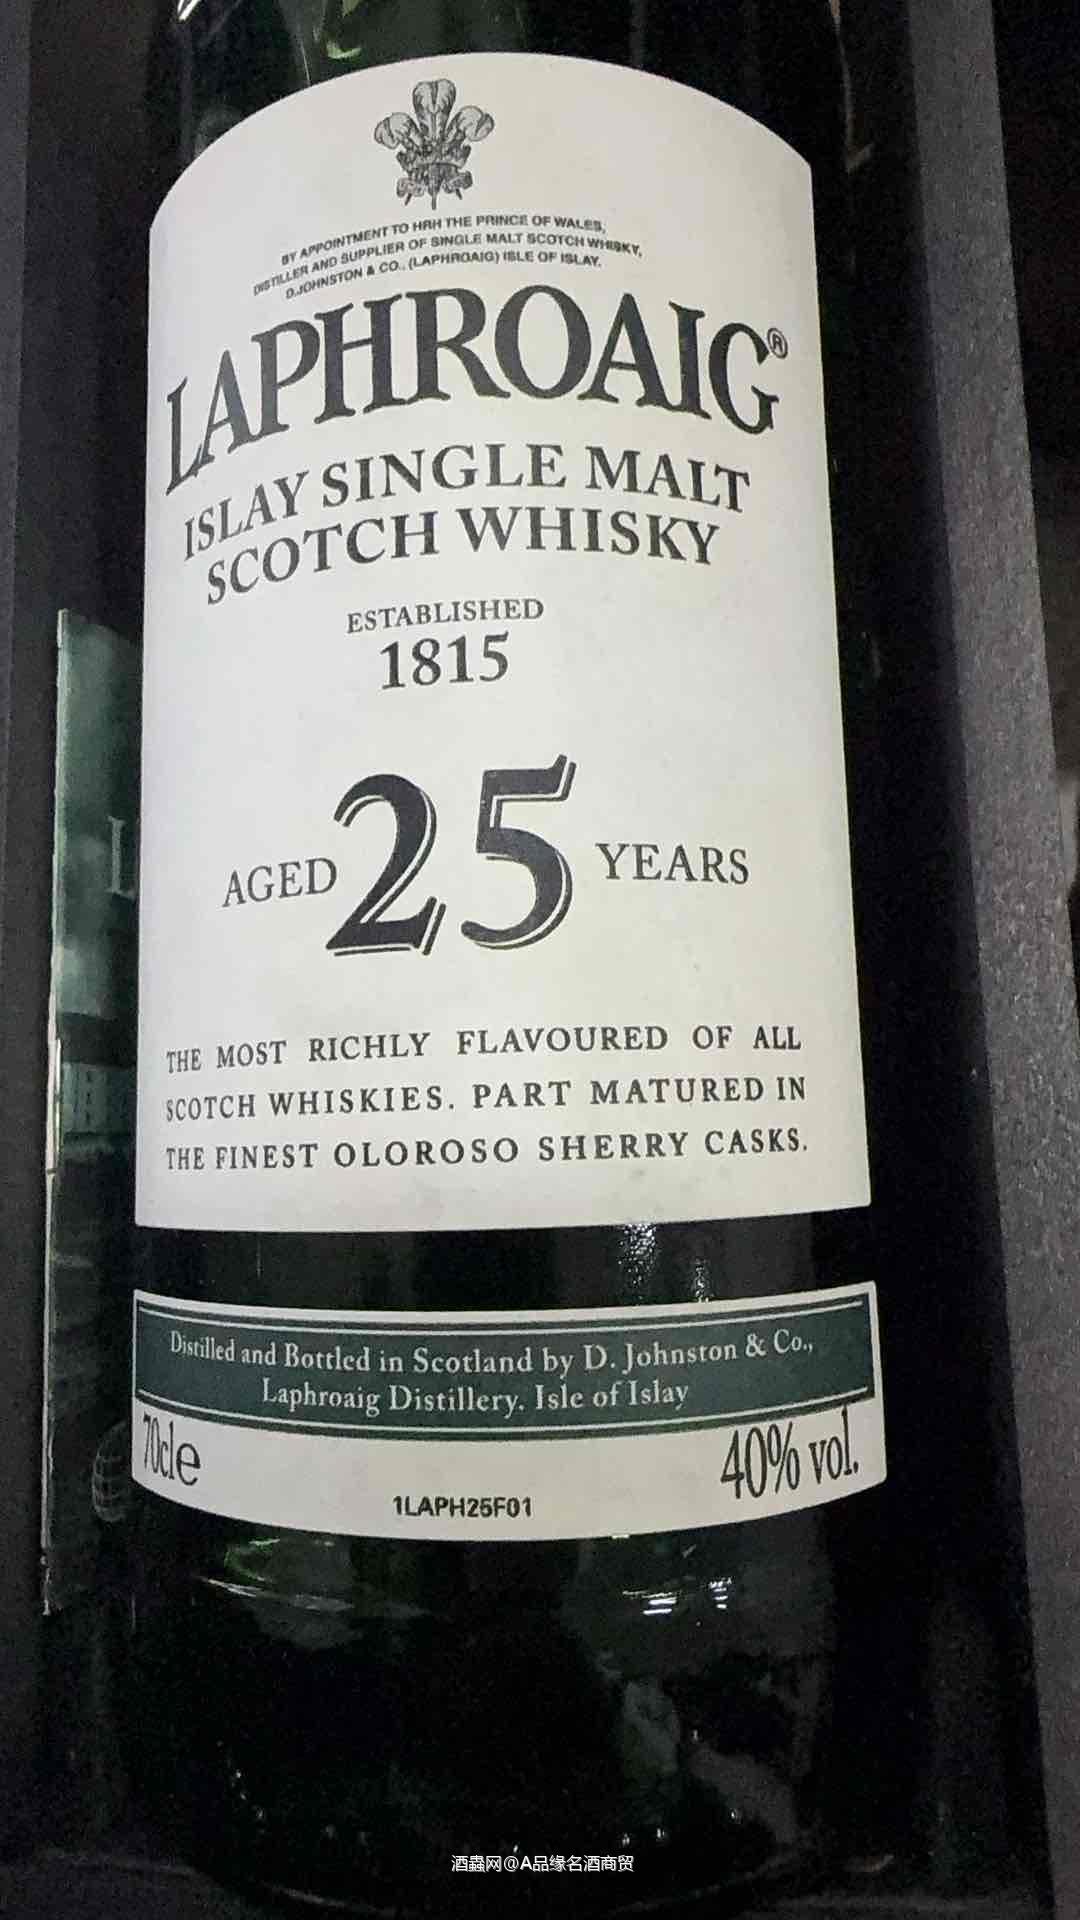 BY APPOINTMENT TO HRH THE PRINCE OF WALES,
DISTILLER AND SUPPLIER OF SINGLE MALT SCOTCH WHISKY,
D.JOHNSTON & CO., (LAPHROAIG) ISLE OF ISLAY.
LAPHROAIG®
ISLAY SINGLE MALT
SCOTCH WHISKY
ESTABLISHED
1815
AGED 25 YEARS
THE MOST RICHLY FLAVOURED OF ALL
SCOTCH WHISKIES. PART MATURED IN
THE FINEST OLOROSO SHERRY CASKS.
Distilled and Bottled in Scotland by D. Johnston & Co.,
Laphroaig Distillery. Isle of Islay
70cle
40% vol.
1LAPH25F01
酒蟲网@A品缘名酒商贸